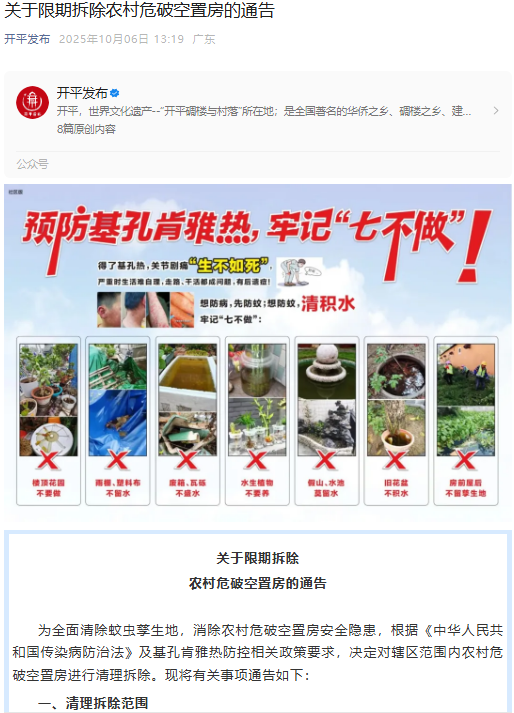 关于限期拆除农村危破空置房的通告
开平发布 2025年10月06日 13:19 广东
开平发布
开平，世界文化遗产--“开平碉楼与村落”所在地；是全国著名的华侨之乡、碉楼之乡、建...
8篇原创内容
公众号
预防基孔肯雅热，牢记“七不做”！
得了基孔热，关节剧痛“生不如死”，
严重时生活难自理，走路、干活都成问题，有后遗症！
想防病，先防蚊；想防蚊，清积水
牢记“七不做”：
楼顶花园
不要做
雨棚、塑料布
不留水
废箱、瓦砾
不盛水
水生植物
不要养
假山、水池
莫留水
旧花盆
不积水
房前屋后
不留孳生地
关于限期拆除
农村危破空置房的通告
为全面清除蚊虫孳生地，消除农村危破空置房安全隐患，根据《中华人民共
和国传染病防治法》及基孔肯雅热防控相关政策要求，决定对辖区范围内农村危
破空置房进行清理拆除。现将有关事项通告如下：
一、清理拆除范围